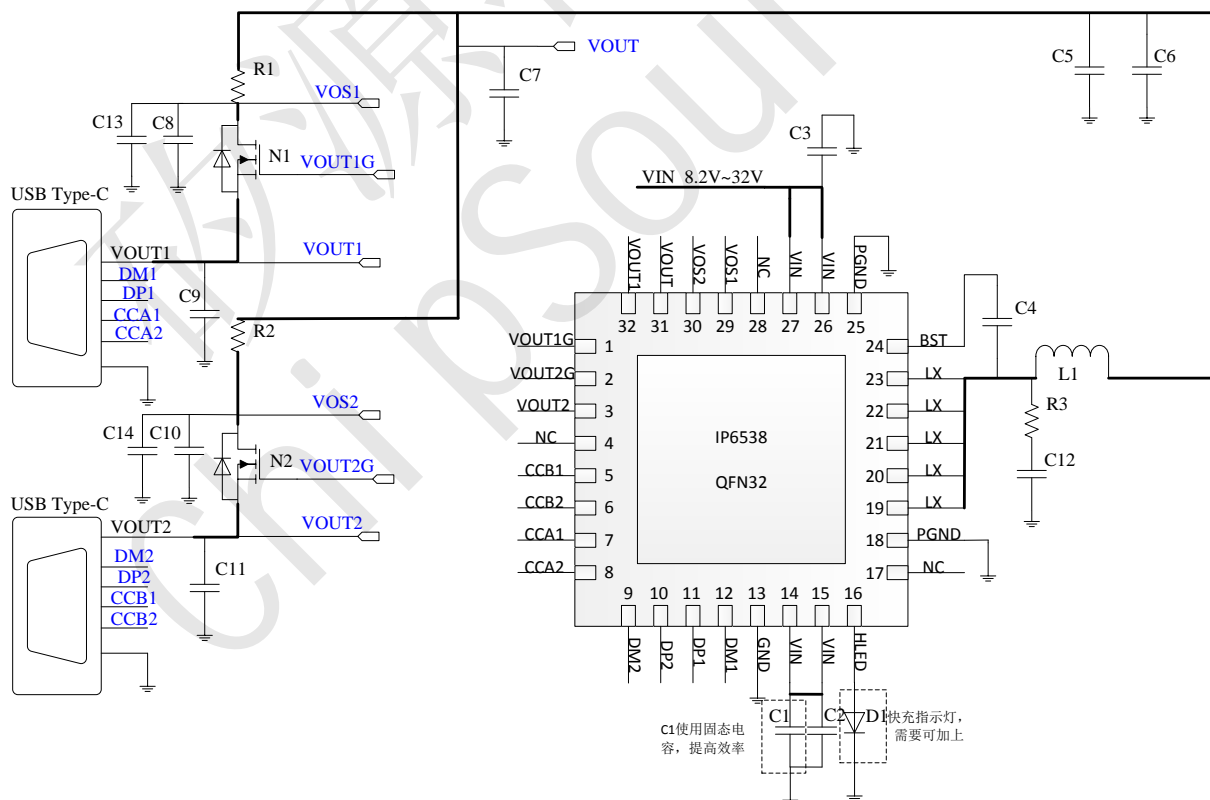 VOUT
R1
C7
C5
C6
VOS1
C13
C8
N1
VOUT1G
C3
VIN 8.2V~32V
USB Type-C
VOUT1
VOUT1
DM1
DP1
CCA1
CCA2
C9
R2
VOUT1
VOUT
VOS2
VOS1
NC
VIN
VIN
PGND
32
31
30
29
28
27
26
25
C4
VOUT1G
1
24
BST
L1
VOUT2G
2
23
LX
VOUT2
3
22
LX
R3
NC
4
21
LX
CCB1
5
20
LX
C12
CCB2
6
19
LX
CCA1
7
18
PGND
CCA2
8
17
NC
IP6538
QFN32
VOS2
C14
C10
N2
VOUT2G
USB Type-C
VOUT2
VOUT2
DM2
DP2
CCB1
CCB2
C11
9
10
11
12
13
14
15
16
DM2
DP2
DP1
DM1
GND
VIN
VIN
HLED
C1使用固态电
容，提高效率
C1
C2
D1
快充指示灯，
需要可加上
矽源
Chi pSour